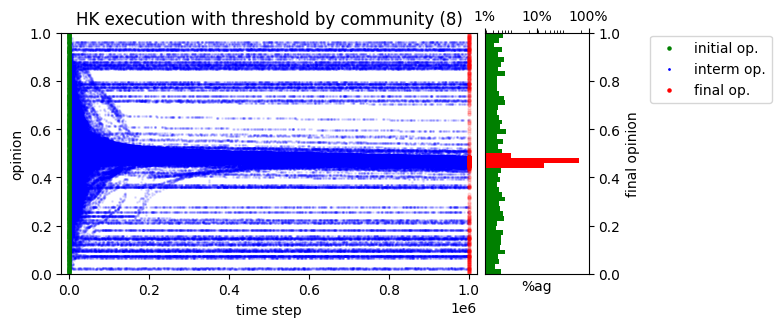 HK execution with threshold by community (8)
1% 10% 100%
initial op.
interm op.
final op.
1.0
0.8
0.6
0.4
0.2
0.0
opinion
0.0 0.2 0.4 0.6 0.8 1.0
1e6
time step
%ag
1.0
0.8
0.6
0.4
0.2
0.0
final opinion